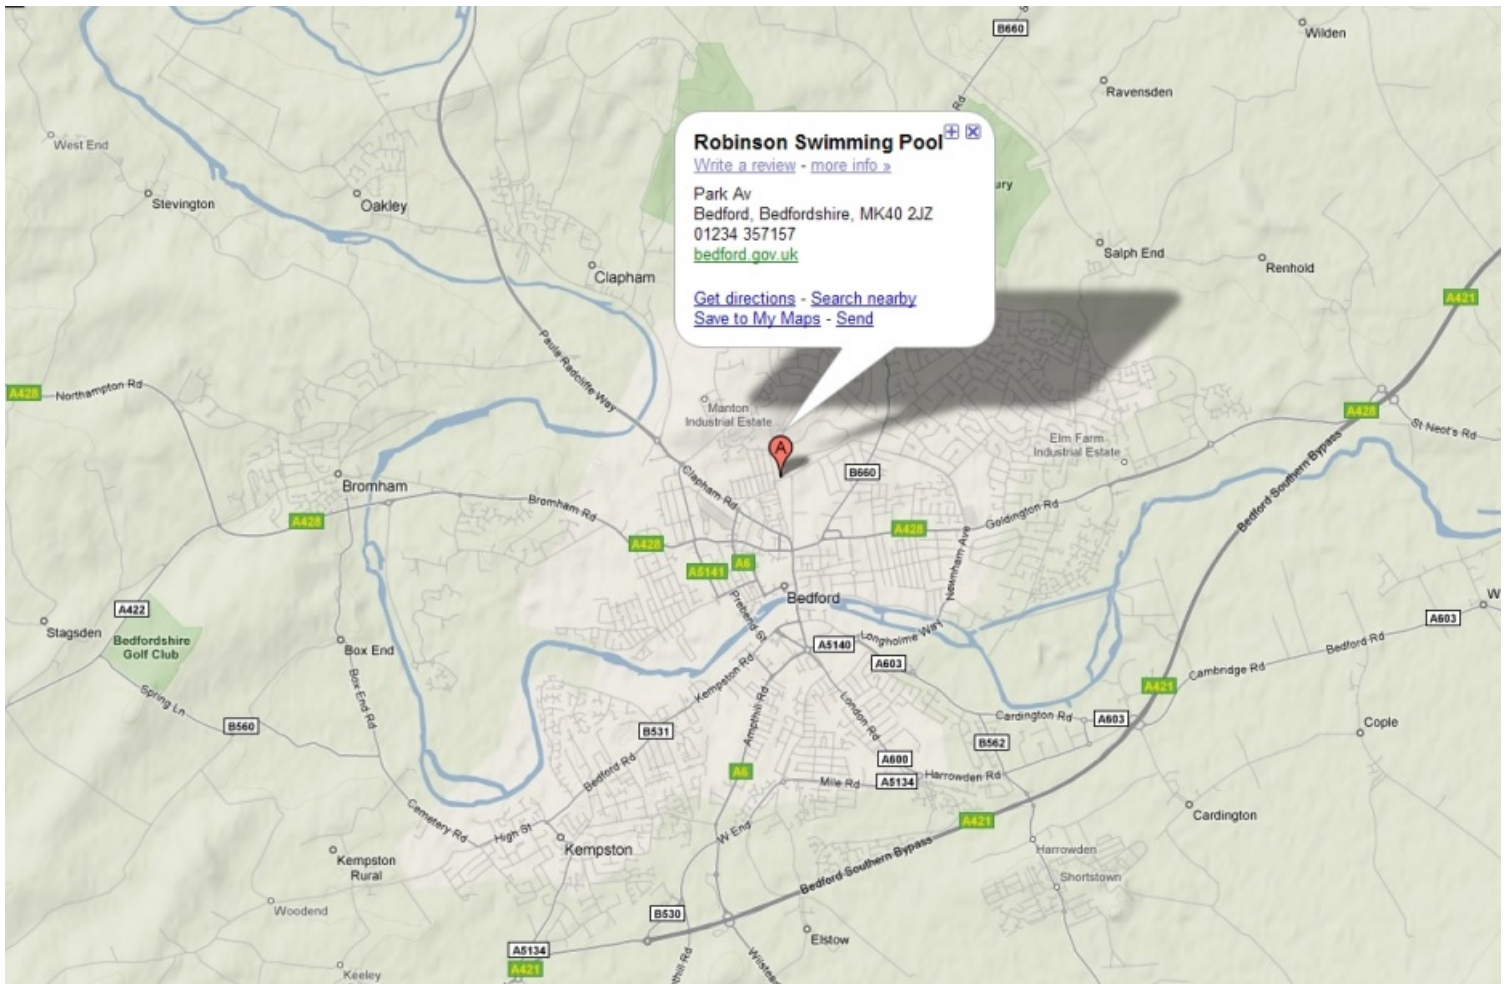 B660
Wilden
Rd
Ravensden
West End
Stevington
Oakley
Robinson Swimming Pool
Write a review - more info »
Park Av
Bedford, Bedfordshire, MK40 2JZ
01234 357157
bedford.gov.uk
Get directions - Search nearby
Save to My Maps - Send
ury
Salph End
Renhold
Clapham
A421
Paula Radcliffe Way
A428
Northampton Rd
Manton
Industrial Estate
A428
St Neot's Rd
Elm Farm
Industrial Estate
A
B660
Clapham Rd
Bromham
Bromham Rd
A428
A428
A428
Goldington Rd
Bedford Southern Bypass
Newnham Ave
A5141
A6
Prebend St
Bedford
A422
Stagsden
Bedfordshire
Golf Club
Box End
Box End Rd
Spring Ln
B560
A5140
Longholme Way
A603
A603
Bedford Rd
Cambridge Rd
A421
W
Kempston Rd
Ampthill Rd
London Rd
B531
Bedford Rd
Cardington Rd
A603
B562
Cople
A600
A6
Mile Rd
A5134
Harrowden Rd
Cemetery Rd
High St
Kempston
W End
A421
Cardington
Bedford Southern Bypass
Harrowden
Shortstown
Kempston
Rural
Woodend
B530
Elstow
A5134
A421
Keeley
thill Rd
Wilstea